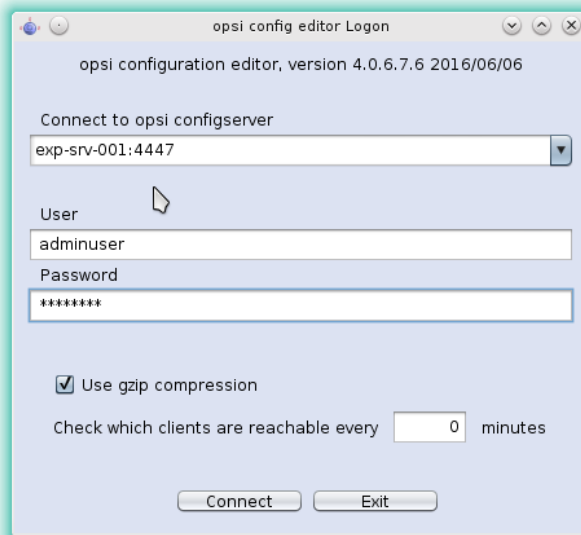 opsi config editor Logon
opsi configuration editor, version 4.0.6.7.6 2016/06/06
Connect to opsi configserver
exp-srv-001:4447
User
adminuser
Password
********
Use gzip compression
Check which clients are reachable every 0 minutes
Connect Exit